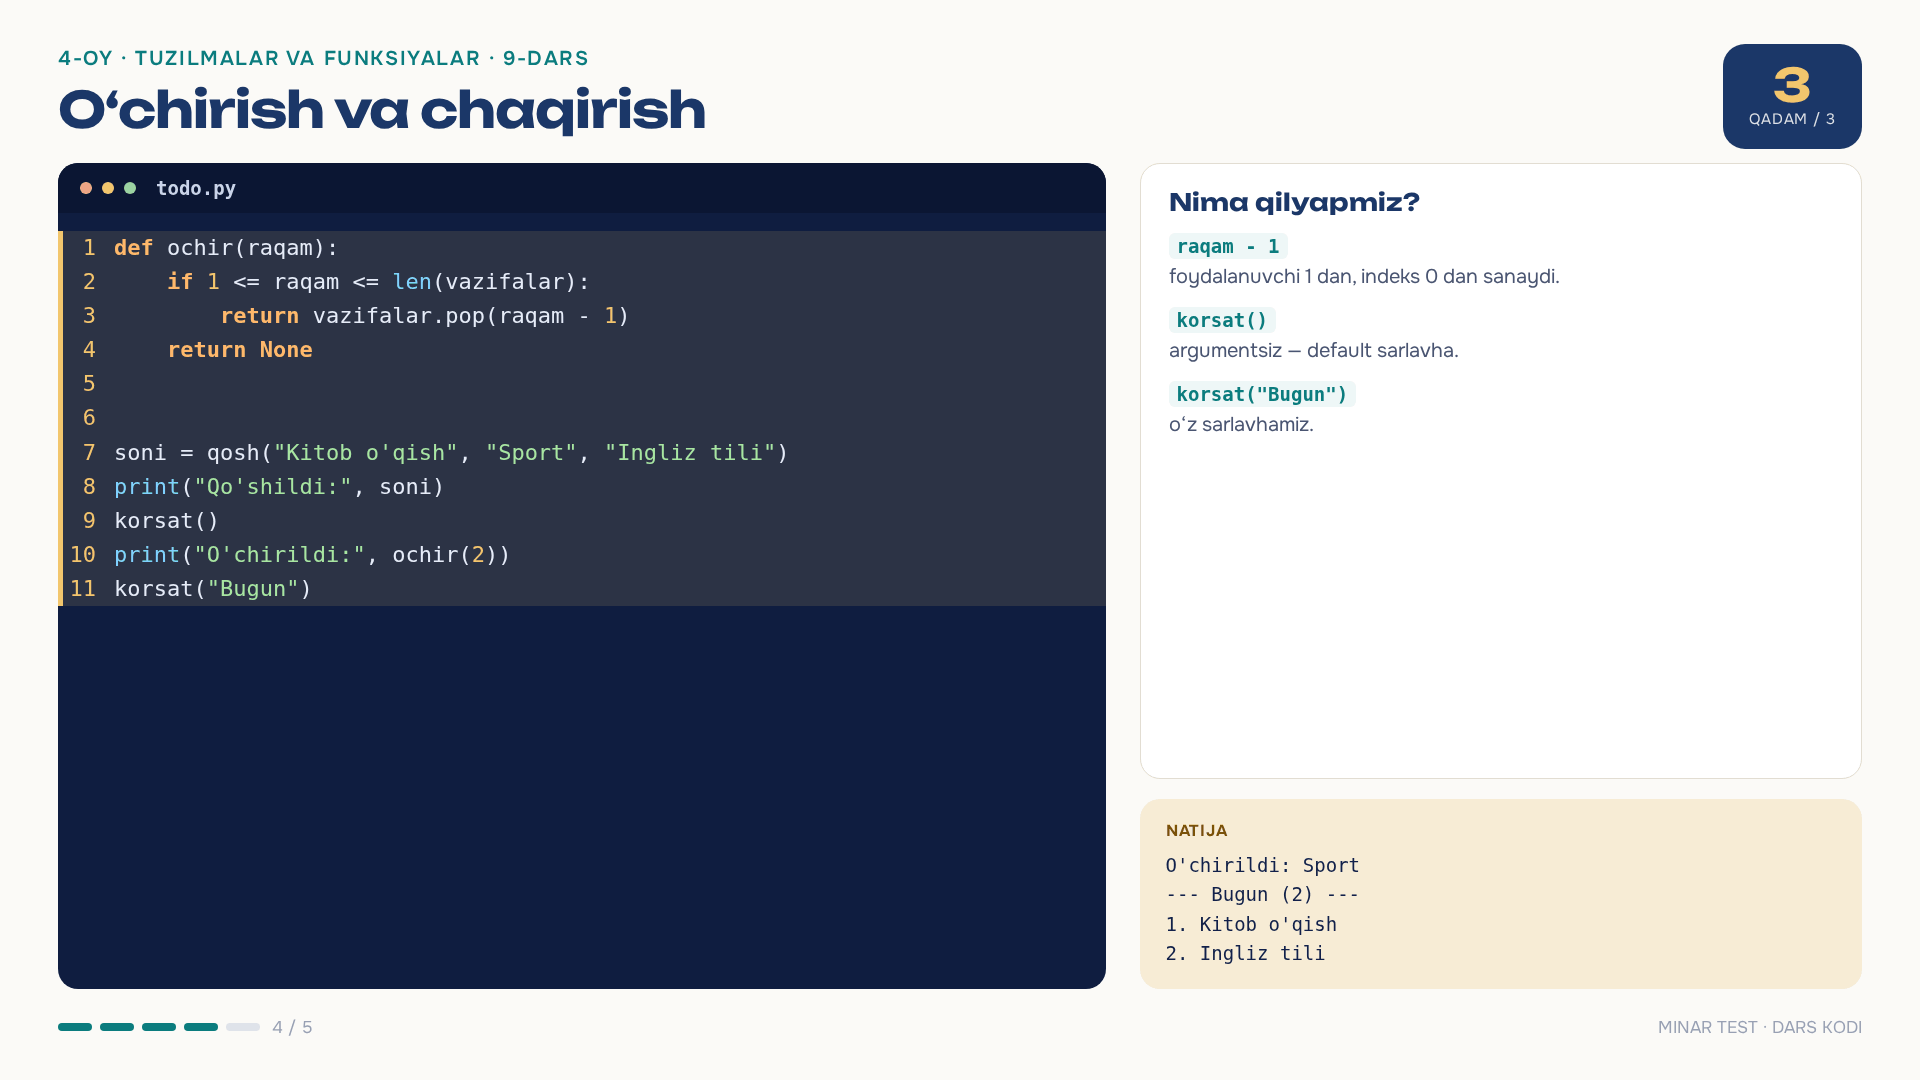 4-OY · TUZILMALAR VA FUNKSIYALAR · 9-DARS
Oʻchirish va chaqirish
3
QADAM / 3
todo.py
1 def ochir(raqam):
2     if 1 <= raqam <= len(vazifalar):
3         return vazifalar.pop(raqam - 1)
4     return None
5
6
7 soni = qosh("Kitob o'qish", "Sport", "Ingliz tili")
8 print("Qo'shildi:", soni)
9 korsat()
10 print("O'chirildi:", ochir(2))
11 korsat("Bugun")
Nima qilyapmiz?
raqam - 1
foydalanuvchi 1 dan, indeks 0 dan sanaydi.
korsat()
argumentsiz — default sarlavha.
korsat("Bugun")
oʻz sarlavhamiz.
NATIJA
O'chirildi: Sport
--- Bugun (2) ---
1. Kitob o'qish
2. Ingliz tili
4 / 5
MINAR TEST · DARS KODI